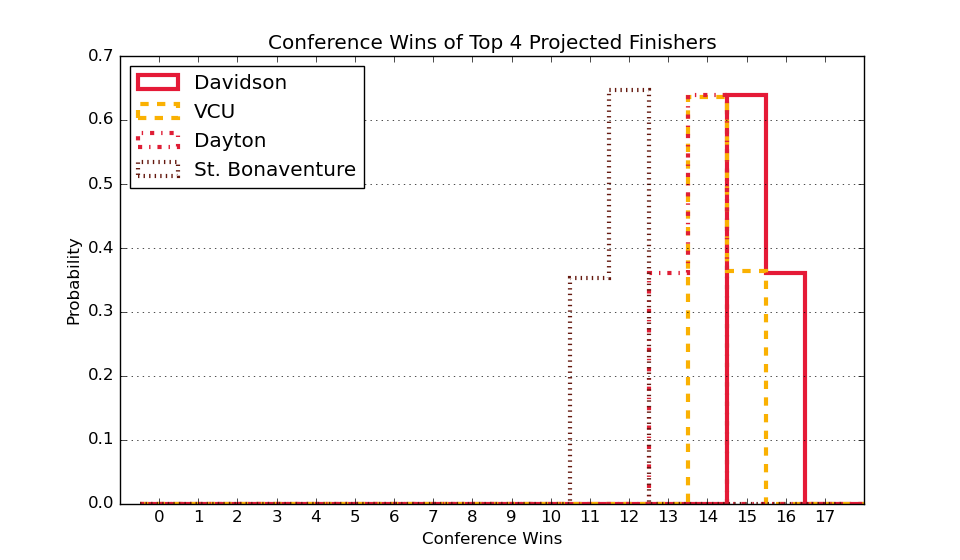 Conference Wins of Top 4 Projected Finishers
Davidson
VCU
Dayton
St. Bonaventure
0.7
0.6
0.5
0.4
0.3
0.2
0.1
0.0
Probability
0 1 2 3 4 5 6 7 8 9 10 11 12 13 14 15 16 17
Conference Wins